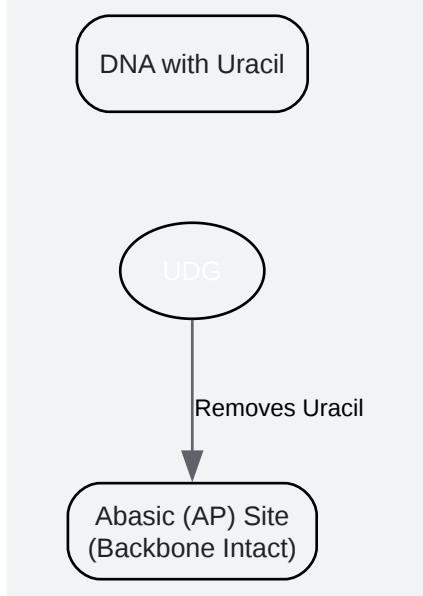 DNA with Uracil
UDG
Removes Uracil
Abasic (AP) Site
(Backbone Intact)